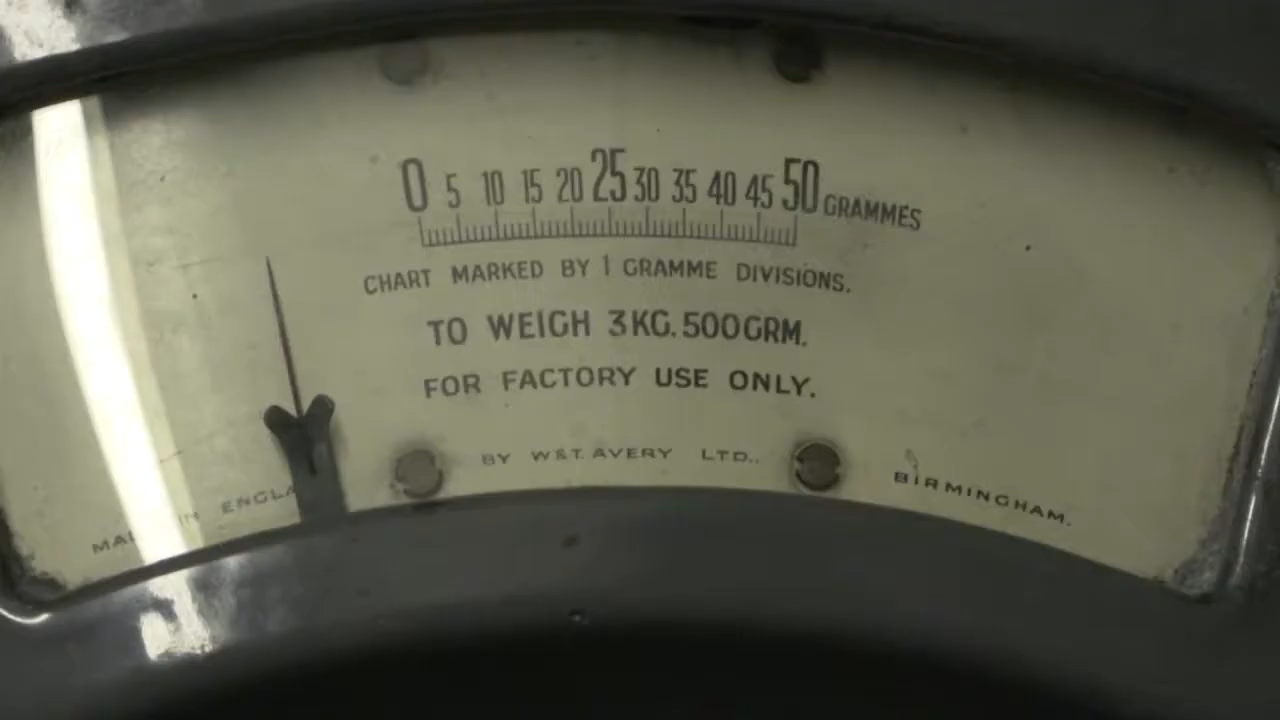 0 5 10 15 20 25 30 35 40 45 50 GRAMMES
CHART MARKED BY 1 GRAMME DIVISIONS.
TO WEIGH 3KG. 500GRM.
FOR FACTORY USE ONLY.
BY W&T. AVERY LTD.,
IN
BIRMINGHAM.